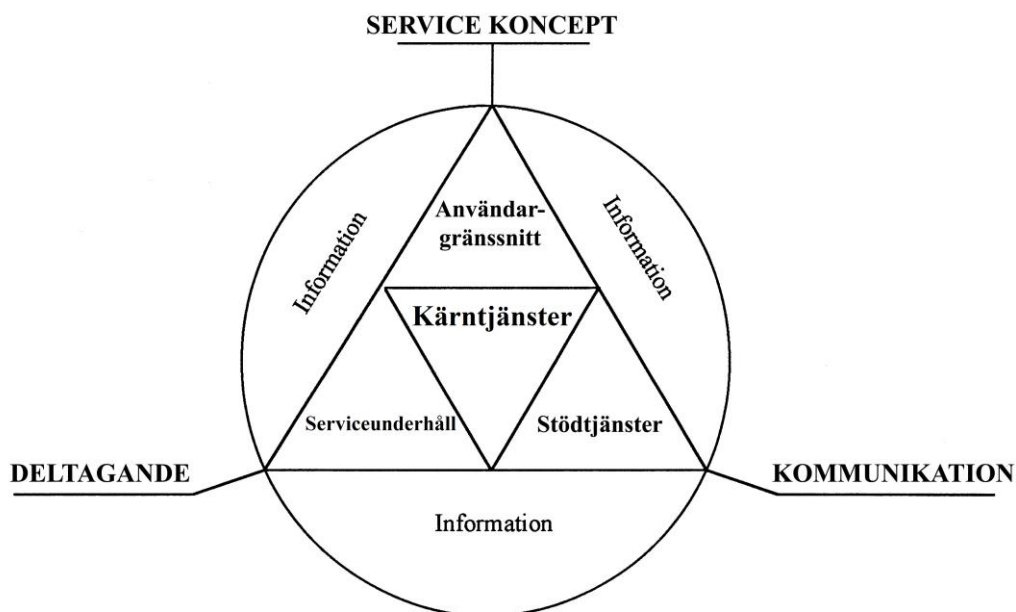 SERVICE KONCEPT
Information
Användar-
gränssnitt
Information
Kärntjänster
Serviceunderhåll
Stödtjänster
DELTAGANDE
KOMMUNIKATION
Information